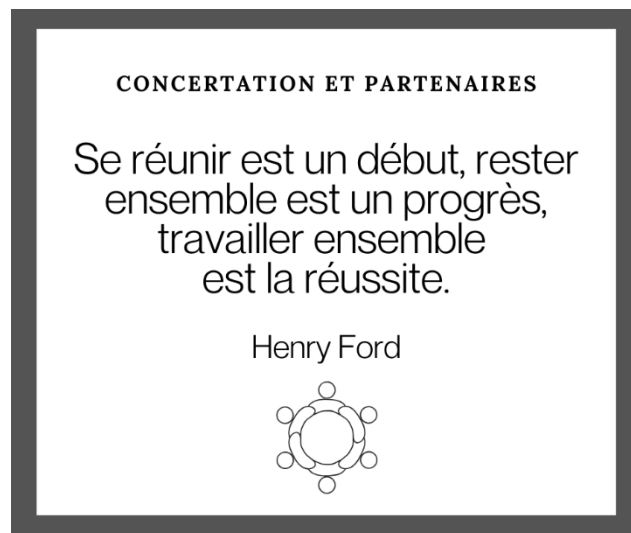 CONCERTATION ET PARTENAIRES
Se réunir est un début, rester
ensemble est un progrès,
travailler ensemble
est la réussite.
Henry Ford